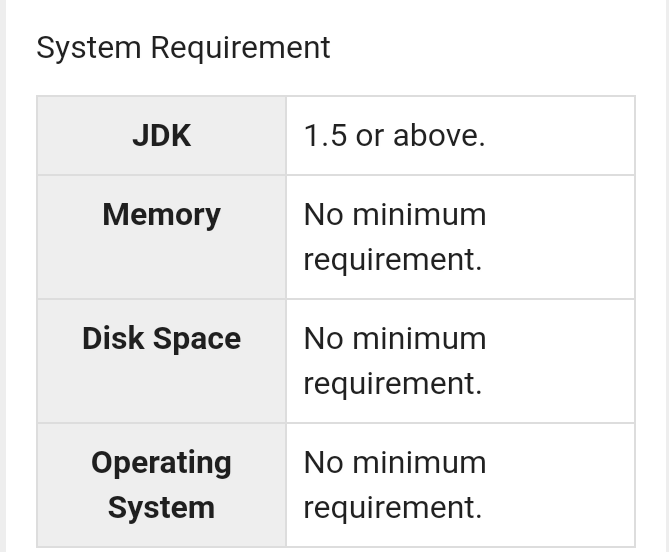 System Requirement
JDK
1.5 or above.
Memory
No minimum
requirement.
Disk Space
No minimum
requirement.
Operating
System
No minimum
requirement.